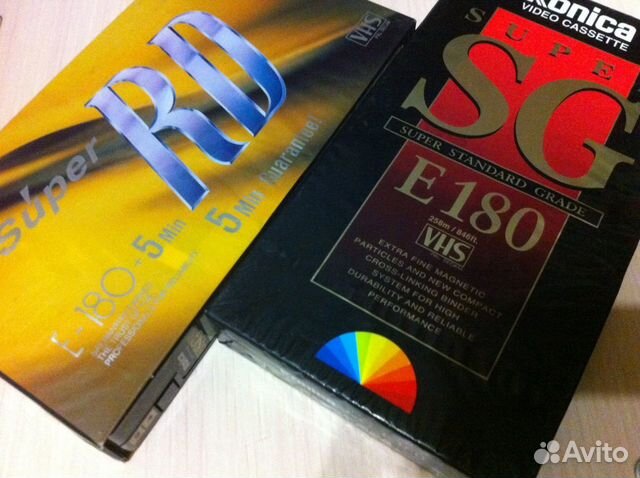 Super
RD
VHS
E-180 + 5 Min
5 Min Guarantee!
Konica
VIDEO CASSETTE
SUPER
SG
SUPER STANDARD GRADE
E180
258m / 846ft.
VHS
EXTRA FINE MAGNETIC
PARTICLES AND NEW COMPACT
CROSS-LINKING BINDER
SYSTEM FOR HIGH
DURABILITY AND RELIABLE
PERFORMANCE
Avito